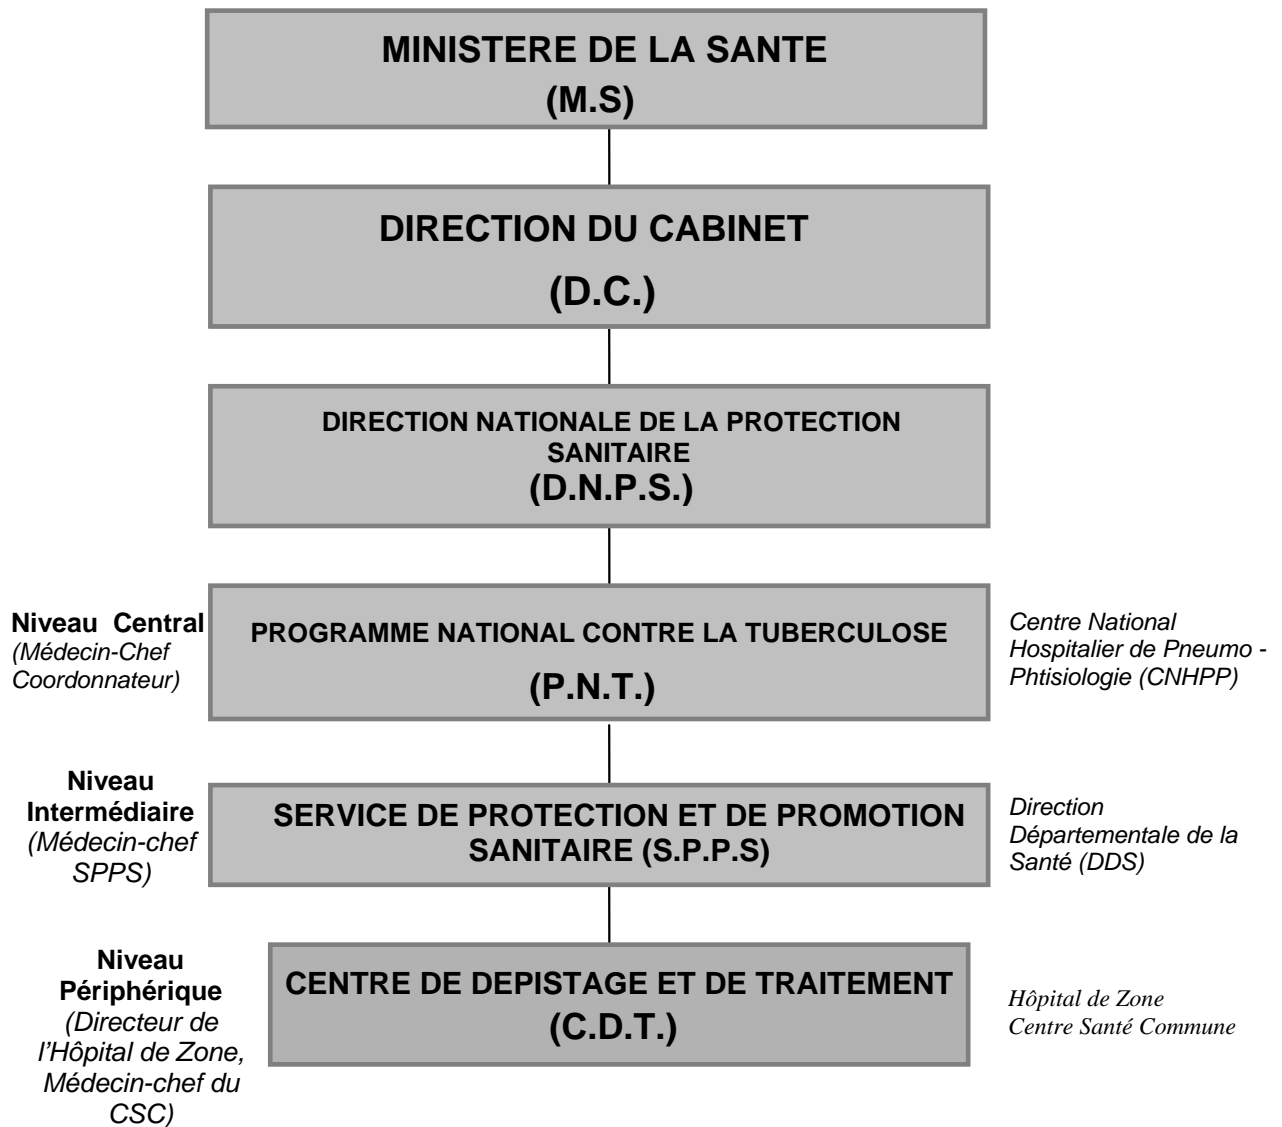 MINISTERE DE LA SANTE
(M.S)
DIRECTION DU CABINET
(D.C.)
DIRECTION NATIONALE DE LA PROTECTION
SANITAIRE
(D.N.P.S.)
Niveau Central
(Médecin-Chef
Coordonnateur)
PROGRAMME NATIONAL CONTRE LA TUBERCULOSE
(P.N.T.)
Centre National
Hospitalier de Pneumo -
Phtisiologie (CNHPP)
Niveau
Intermédiaire
(Médecin-chef
SPPS)
SERVICE DE PROTECTION ET DE PROMOTION
SANITAIRE (S.P.P.S)
Direction
Départementale de la
Santé (DDS)
Niveau
Périphérique
(Directeur de
l'Hôpital de Zone,
Médecin-chef du
CSC)
CENTRE DE DEPISTAGE ET DE TRAITEMENT
(C.D.T.)
Hôpital de Zone
Centre Santé Commune